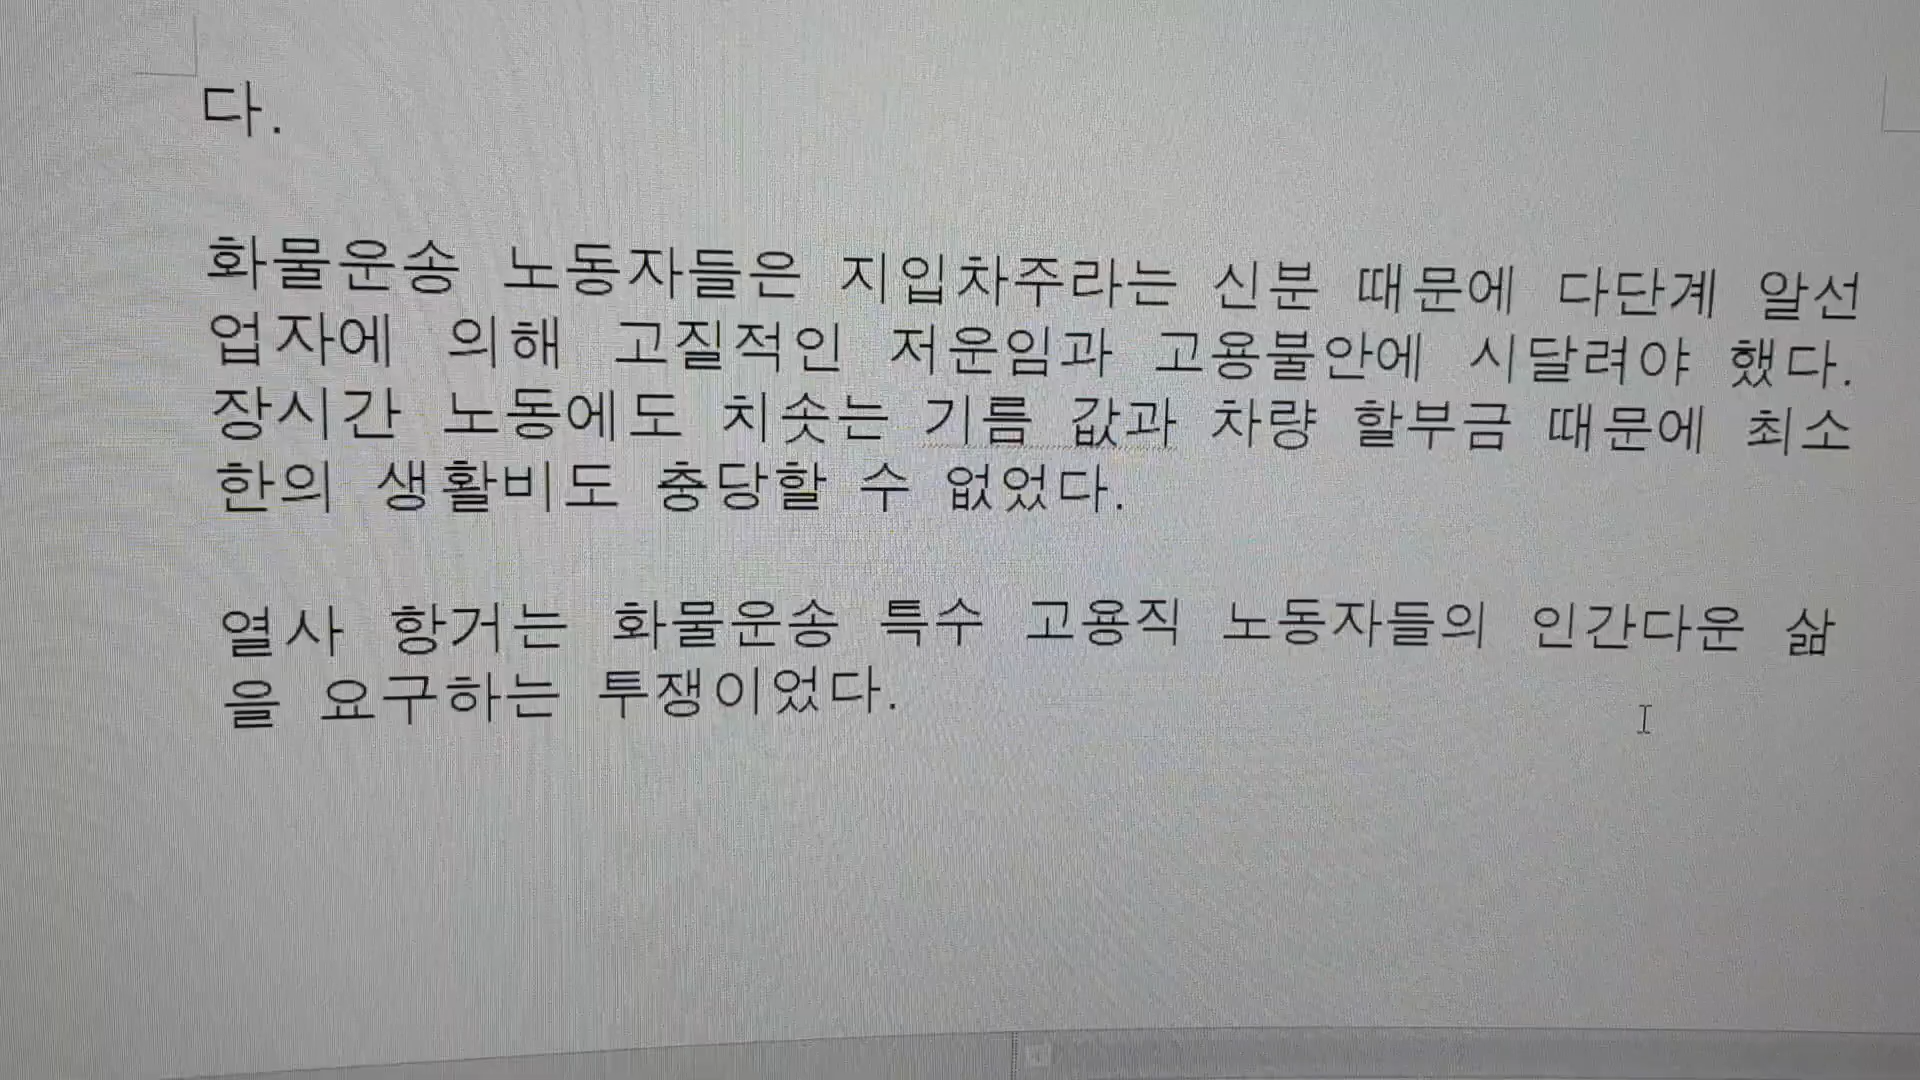 다.
화물운송 노동자들은 지입차주라는 신분 때문에 다단계 알선
업자에 의해 고질적인 저운임과 고용불안에 시달려야 했다.
장시간 노동에도 치솟는 기름 값과 차량 할부금 때문에 최소
한의 생활비도 충당할 수 없었다.
열사 항거는 화물운송 특수 고용직 노동자들의 인간다운 삶
을 요구하는 투쟁이었다.